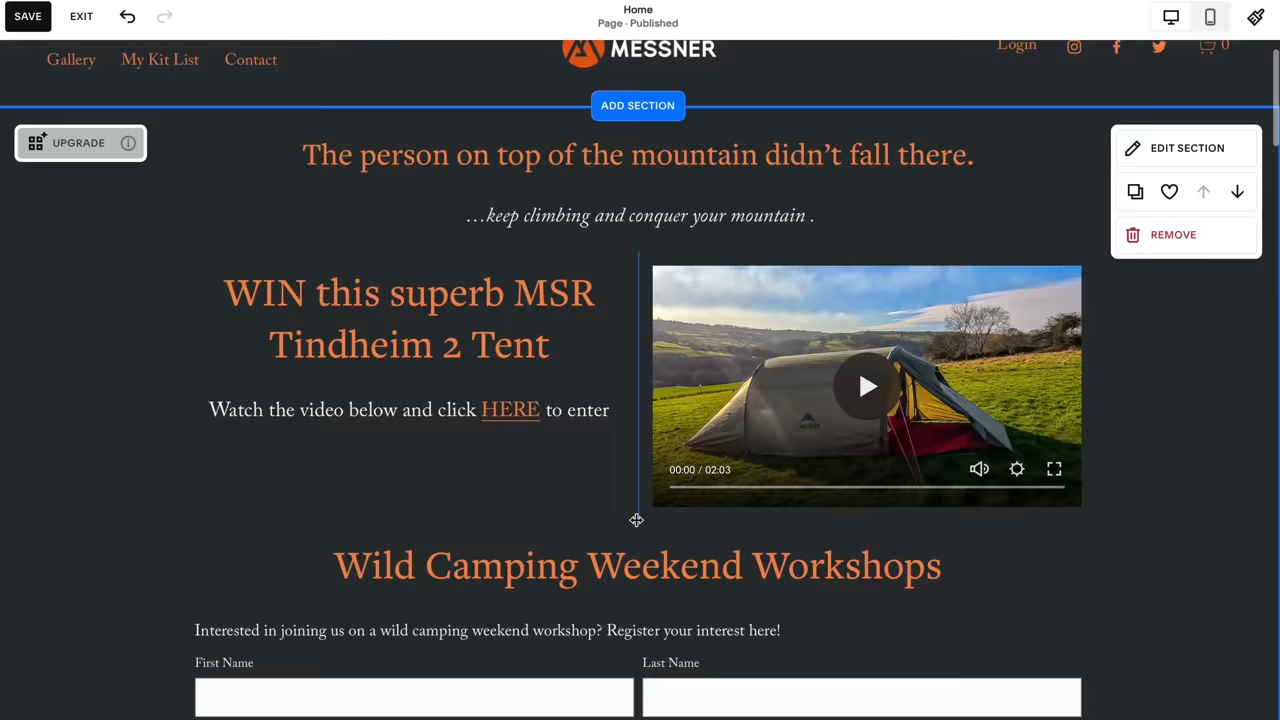 SAVE
EXIT
Home
Page · Published
Gallery
My Kit List
Contact
MESSNER
Login
0
ADD SECTION
UPGRADE
EDIT SECTION
REMOVE
The person on top of the mountain didn’t fall there.
…keep climbing and conquer your mountain .
WIN this superb MSR
Tindheim 2 Tent
Watch the video below and click HERE to enter
00:00 / 02:03
Wild Camping Weekend Workshops
Interested in joining us on a wild camping weekend workshop? Register your interest here!
First Name
Last Name